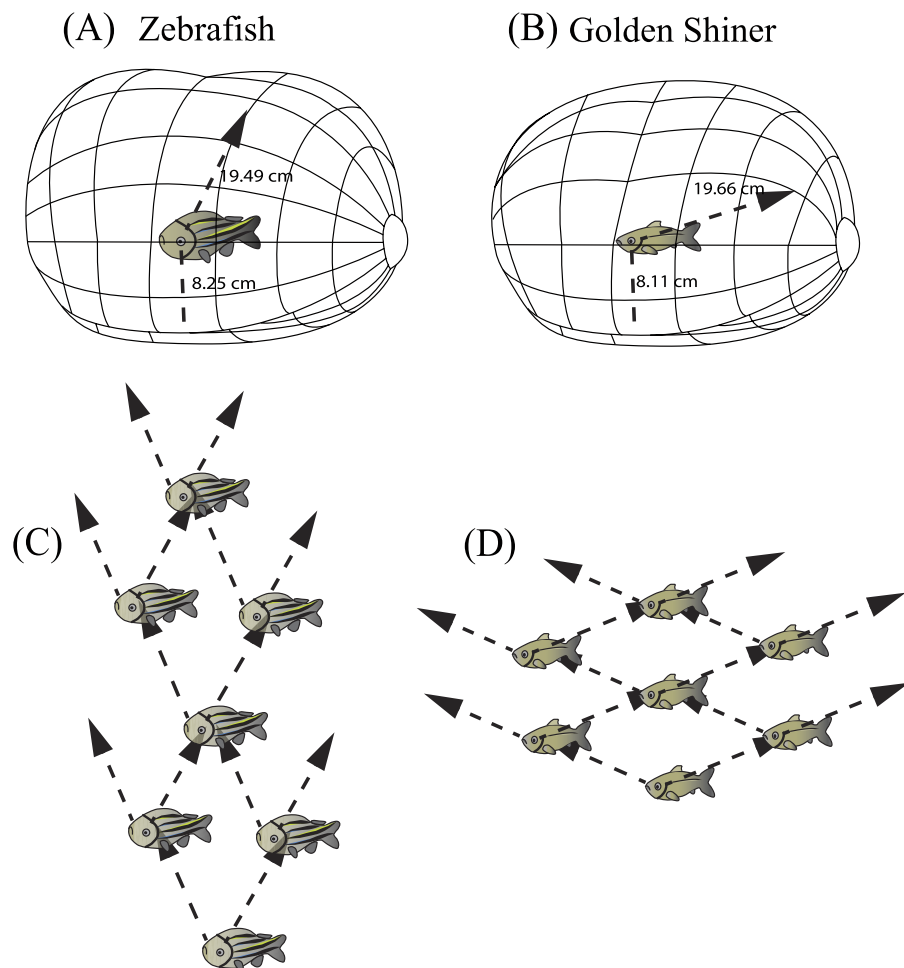 (A) Zebrafish
(B) Golden Shiner
19.49 cm
8.25 cm
19.66 cm
8.11 cm
(C)
(D)